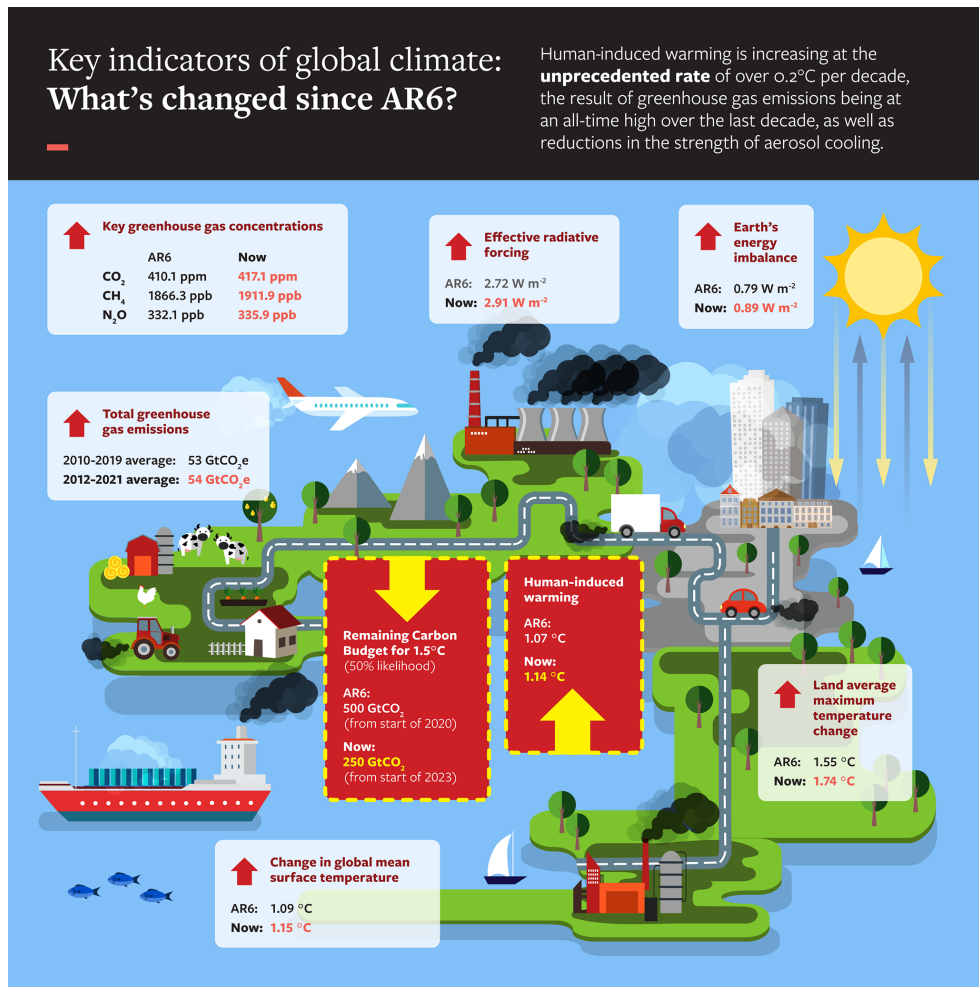 Key indicators of global climate:
What's changed since AR6?
Human-induced warming is increasing at the
unprecedented rate of over 0.2°C per decade,
the result of greenhouse gas emissions being at
an all-time high over the last decade, as well as
reductions in the strength of aerosol cooling.
Key greenhouse gas concentrations
AR6 Now
CO₂ 410.1 ppm 417.1 ppm
CH₄ 1866.3 ppb 1911.9 ppb
N₂O 332.1 ppb 335.9 ppb
Effective radiative
forcing
AR6: 2.72 W m⁻²
Now: 2.91 W m⁻²
Earth's
energy
imbalance
AR6: 0.79 W m⁻²
Now: 0.89 W m⁻²
Total greenhouse
gas emissions
2010-2019 average: 53 GtCO₂e
2012-2021 average: 54 GtCO₂e
Remaining Carbon
Budget for 1.5°C
(50% likelihood)
AR6:
500 GtCO₂
(from start of 2020)
Now:
250 GtCO₂
(from start of 2023)
Human-induced
warming
AR6:
1.07 °C
Now:
1.14 °C
Land average
maximum
temperature
change
AR6: 1.55 °C
Now: 1.74 °C
Change in global mean
surface temperature
AR6: 1.09 °C
Now: 1.15 °C